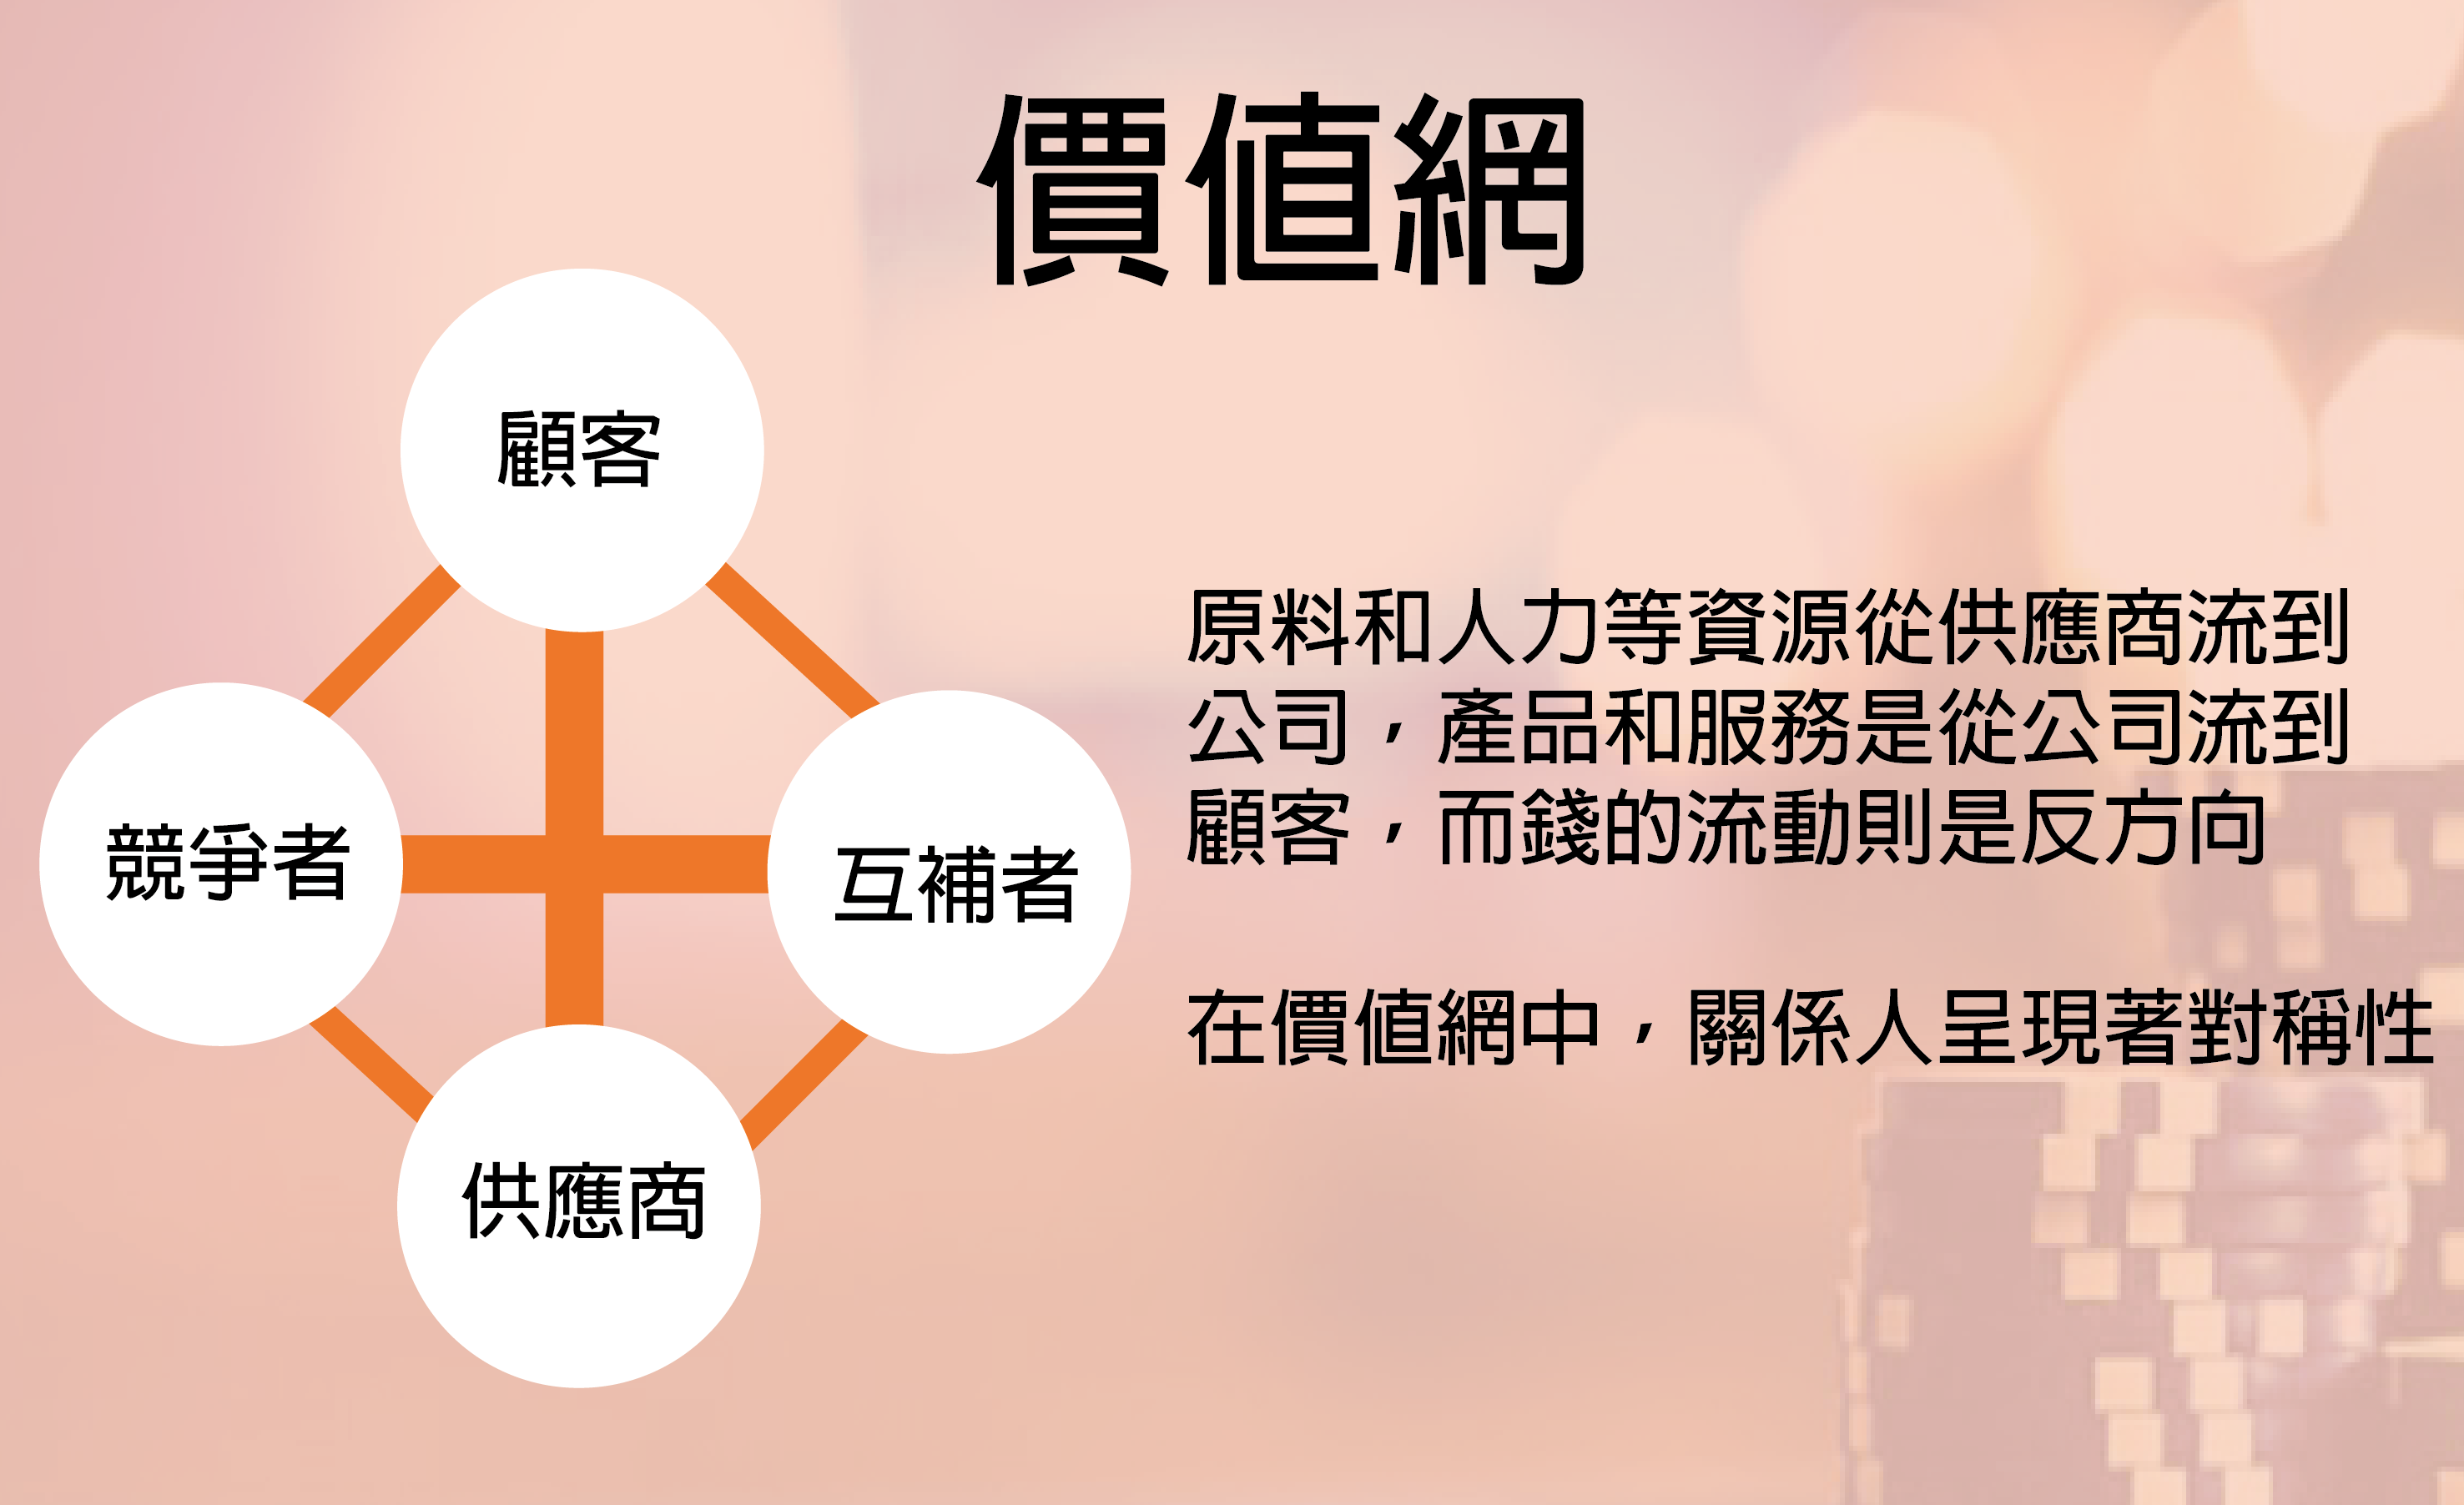 價值網
顧客
競爭者
互補者
供應商
原料和人力等資源從供應商流到
公司，產品和服務是從公司流到
顧客，而錢的流動則是反方向
在價值網中，關係人呈現著對稱性